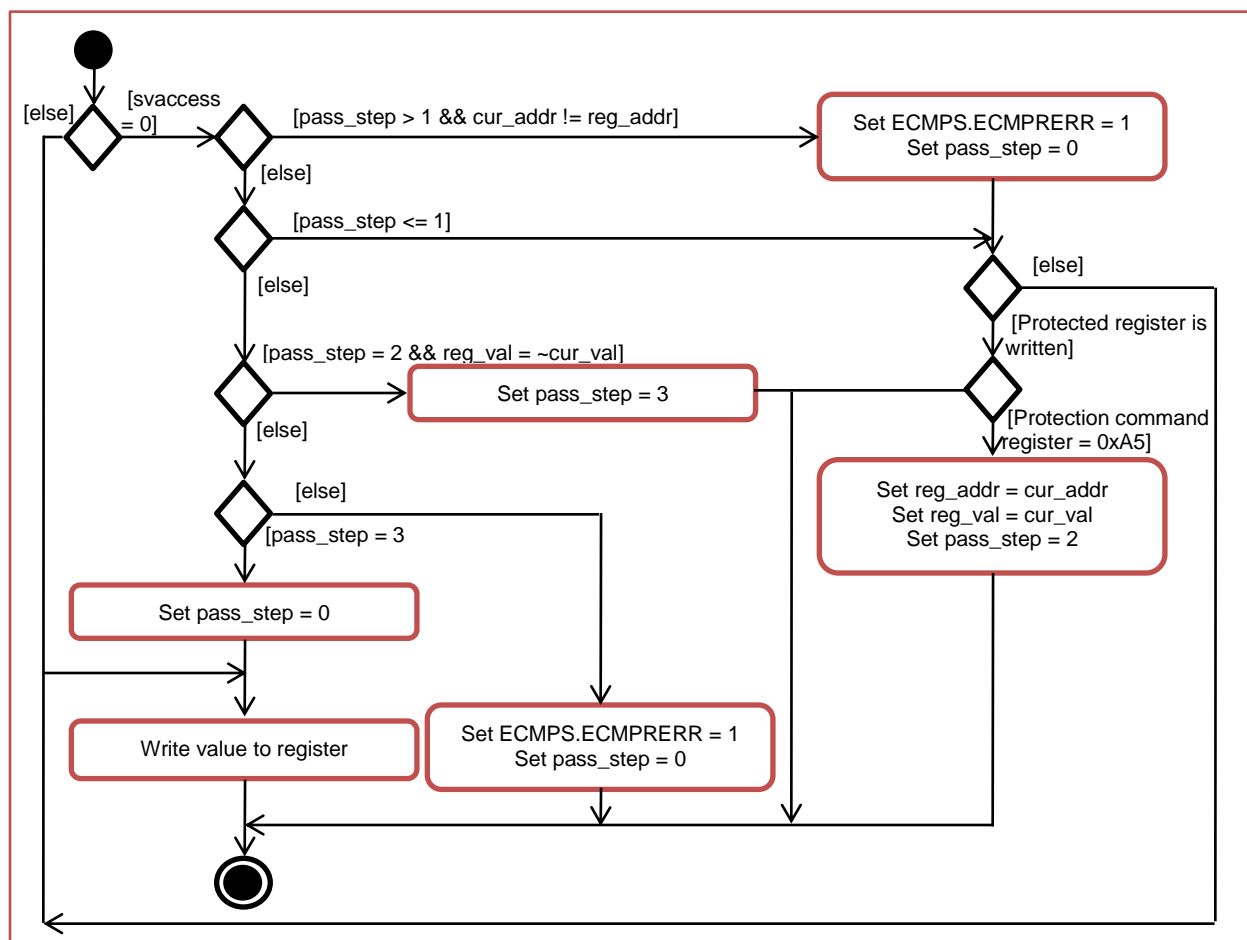 [else]
[svaccess
= 0]
[pass_step > 1 && cur_addr != reg_addr]
Set ECMPS.ECMPRERR = 1
Set pass_step = 0
[else]
[pass_step <= 1]
[else]
[else]
[Protected register is
written]
[pass_step = 2 && reg_val = ~cur_val]
Set pass_step = 3
[else]
[Protection command
register = 0xA5]
[else]
[pass_step = 3
Set reg_addr = cur_addr
Set reg_val = cur_val
Set pass_step = 2
Set pass_step = 0
Write value to register
Set ECMPS.ECMPRERR = 1
Set pass_step = 0